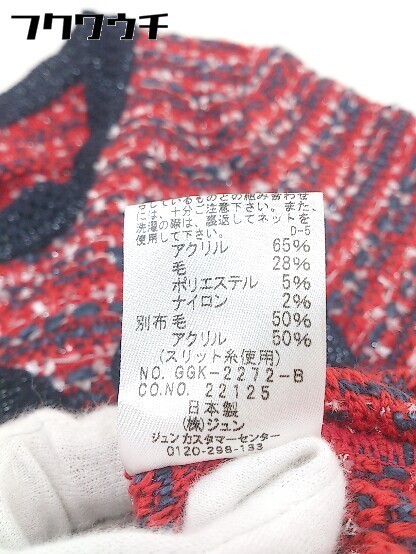 フクワウチ
しているものとの組み合わせ
には、十分ご注意下さい。また、
洗濯の際は、裏返してネットを
使用して下さい。 D-5
アクリル 65%
毛 28%
ポリエステル 5%
ナイロン 2%
別布 毛 50%
アクリル 50%
(スリット糸使用)
NO. GGK-2272-B
CO.NO. 22125
日本製
(株)ジュン
ジュンカスタマーセンター
0120-298-133